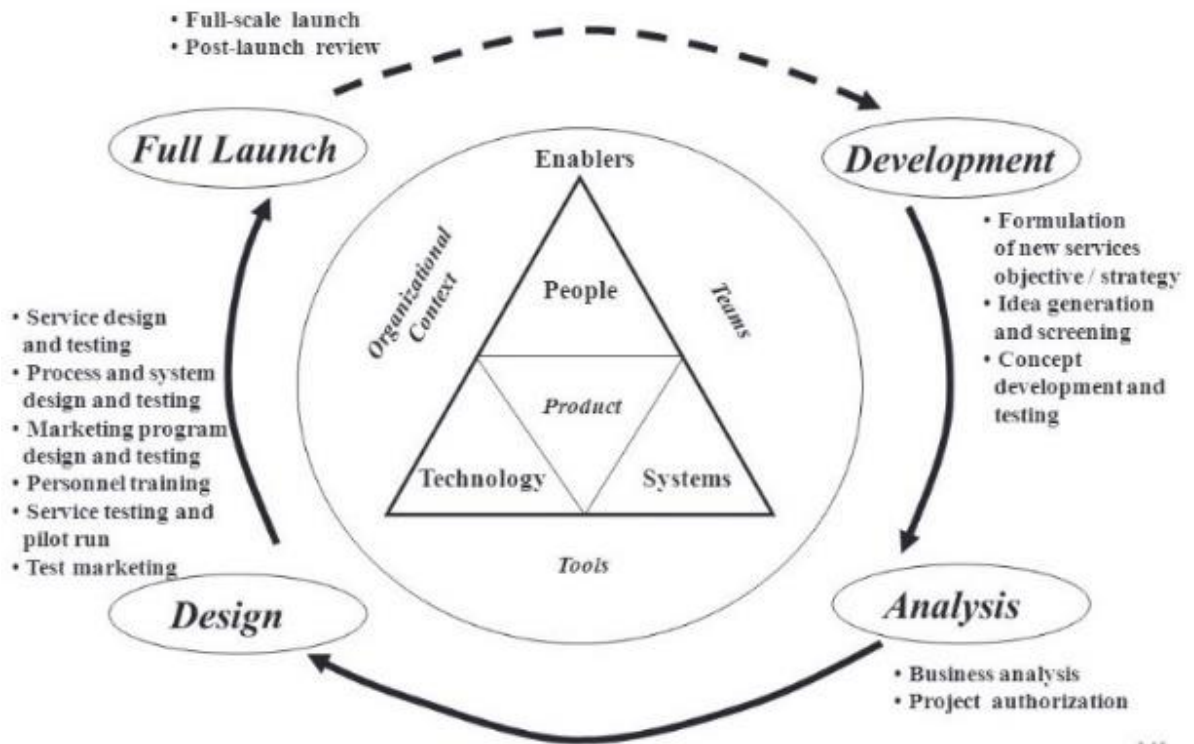 • Full-scale launch
• Post-launch review
Full Launch
Development
Enablers
Organizational
Context
People
Teams
Product
Technology
Systems
Tools
• Formulation
of new services
objective / strategy
• Idea generation
and screening
• Concept
development and
testing
• Service design
and testing
• Process and system
design and testing
• Marketing program
design and testing
• Personnel training
• Service testing and
pilot run
• Test marketing
Design
Analysis
• Business analysis
• Project authorization